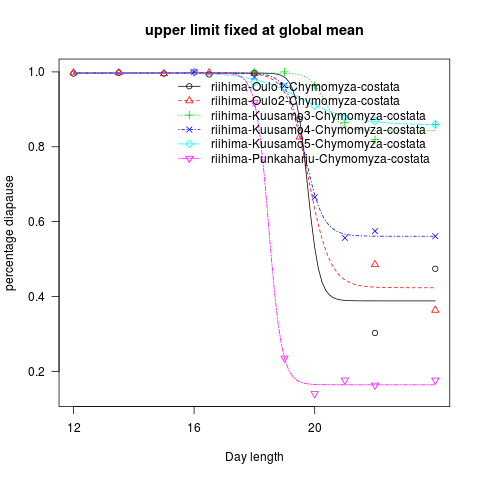 upper limit fixed at global mean
percentage diapause
1.0
0.8
0.6
0.4
0.2
riihima-Oulo1-Chymomyza-costata
riihima-Oulo2-Chymomyza-costata
riihima-Kuusamo3-Chymomyza-costata
riihima-Kuusamo4-Chymomyza-costata
riihima-Kuusamo5-Chymomyza-costata
riihima-Punkaharju-Chymomyza-costata
12
16
20
Day length